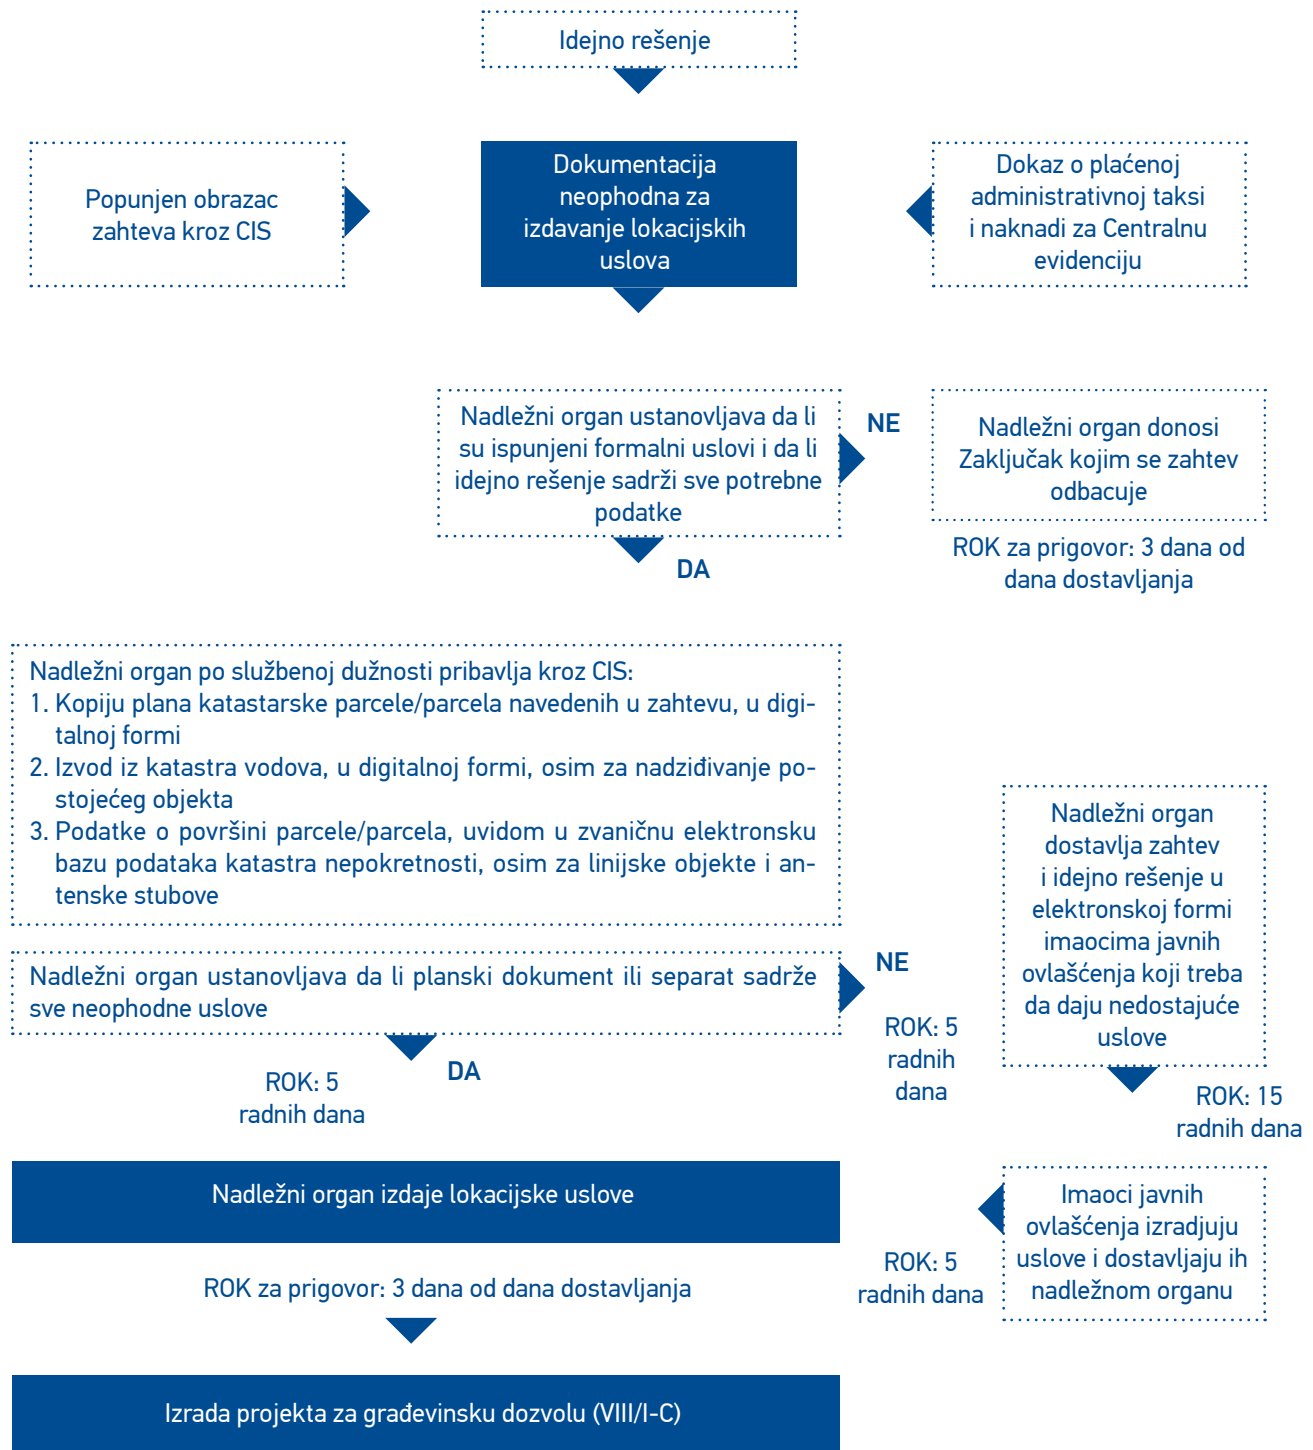 Idejno rešenje
Popunjen obrazac
zahteva kroz CIS
Dokumentacija
neophodna za
izdavanje lokacijskih
uslova
Dokaz o plaćenoj
administrativnoj taksi
i naknadi za Centralnu
evidenciju
Nadležni organ ustanovljava da li
su ispunjeni formalni uslovi i da li
idejno rešenje sadrži sve potrebne
podatke
NE
Nadležni organ donosi
Zaključak kojim se zahtev
odbacuje
ROK za prigovor: 3 dana od
dana dostavljanja
DA
Nadležni organ po službenoj dužnosti pribavlja kroz CIS:
1. Kopiju plana katastarske parcele/parcela navedenih u zahtevu, u digi-
talnoj formi
2. Izvod iz katastra vodova, u digitalnoj formi, osim za nadziđivanje po-
stojećeg objekta
3. Podatke o površini parcele/parcela, uvidom u zvaničnu elektronsku
bazu podataka katastra nepokretnosti, osim za linijske objekte i an-
tenske stubove
Nadležni organ ustanovljava da li planski dokument ili separat sadrže
sve neophodne uslove
NE
ROK: 5
radnih
dana
Nadležni organ
dostavlja zahtev
i idejno rešenje u
elektronskoj formi
imaocima javnih
ovlašćenja koji treba
da daju nedostajuće
uslove
ROK: 15
radnih dana
DA
ROK: 5
radnih dana
Nadležni organ izdaje lokacijske uslove
Imaoci javnih
ovlašćenja izradjuju
uslove i dostavljaju ih
nadležnom organu
ROK: 5
radnih dana
ROK za prigovor: 3 dana od dana dostavljanja
Izrada projekta za građevinsku dozvolu (VIII/I-C)